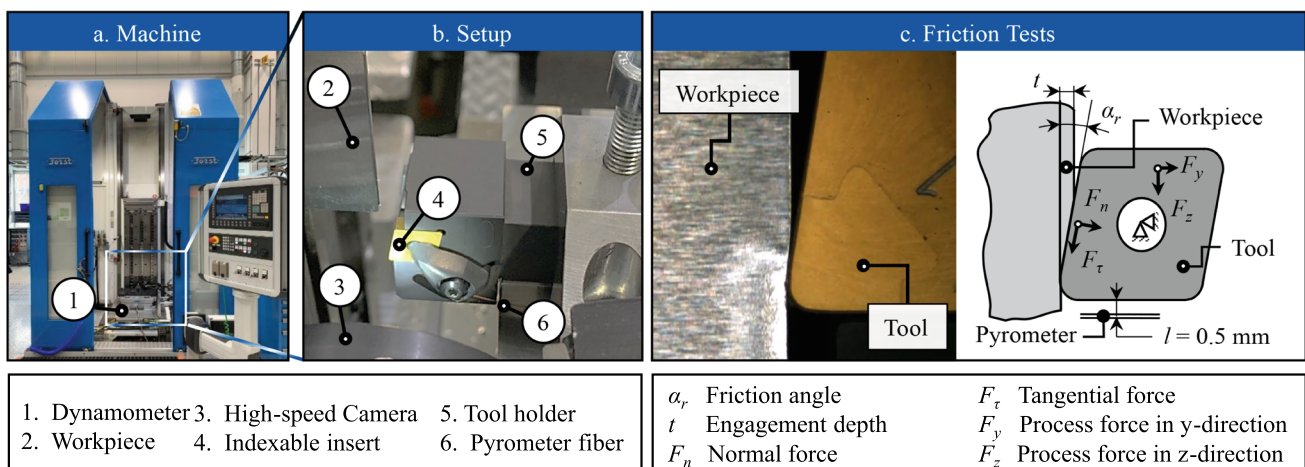 a. Machine
b. Setup
c. Friction Tests
Joist
Joist
1
2
3
4
5
6
Workpiece
Tool
t
α_r
Workpiece
F_y
F_n
F_z
F_τ
Tool
Pyrometer
l = 0.5 mm
1. Dynamometer 3. High-speed Camera 5. Tool holder
2. Workpiece 4. Indexable insert 6. Pyrometer fiber
α_r Friction angle F_τ Tangential force
t Engagement depth F_y Process force in y-direction
F_n Normal force F_z Process force in z-direction